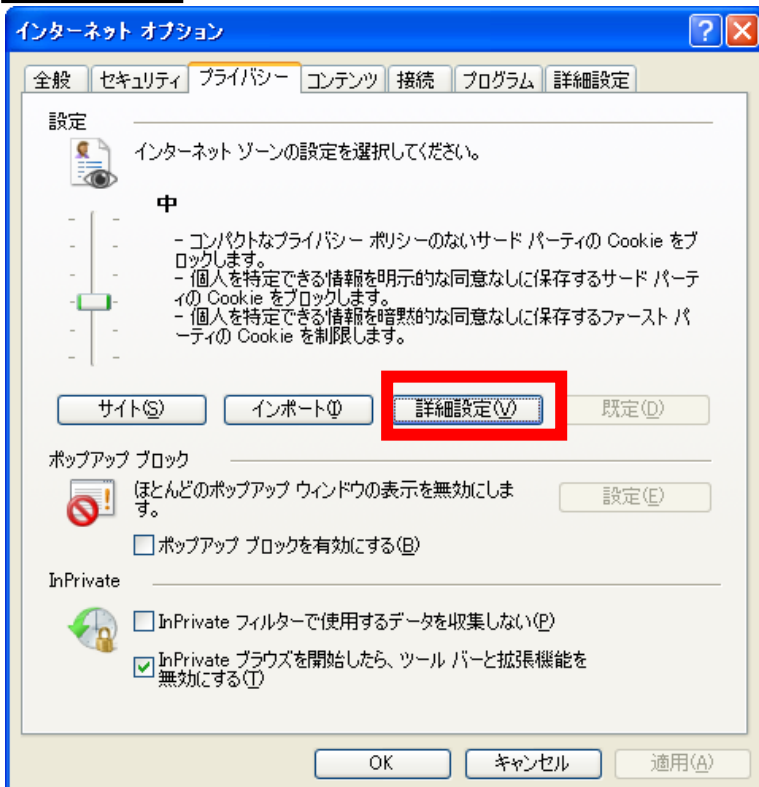 インターネット オプション
全般 セキュリティ プライバシー コンテンツ 接続 プログラム 詳細設定
設定
インターネット ゾーンの設定を選択してください。
中
- コンパクトなプライバシー ポリシーのないサード パーティの Cookie をブ
ロックします。
- 個人を特定できる情報を明示的な同意なしに保存するサード パーテ
ィの Cookie をブロックします。
- 個人を特定できる情報を暗黙的な同意なしに保存するファースト パ
ーティの Cookie を制限します。
サイト(S) インポート(I) 詳細設定(V) 既定(D)
ポップアップ ブロック
ほとんどのポップアップ ウィンドウの表示を無効にしま
す。
設定(E)
ポップアップ ブロックを有効にする(B)
InPrivate
InPrivate フィルターで使用するデータを収集しない(P)
InPrivate ブラウズを開始したら、ツール バーと拡張機能を
無効にする(T)
OK キャンセル 適用(A)